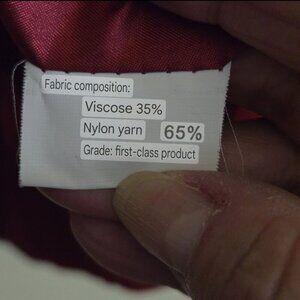 Fabric composition:
Viscose 35%
Nylon yarn 65%
Grade: first-class product